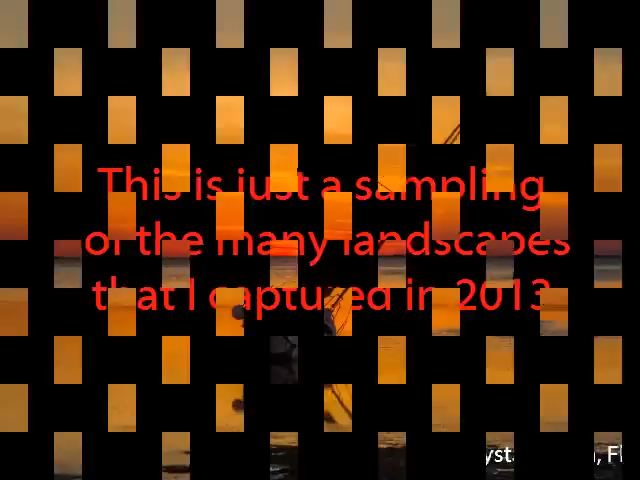 This is just a sampling
of the many landscapes
that I captured in 2013